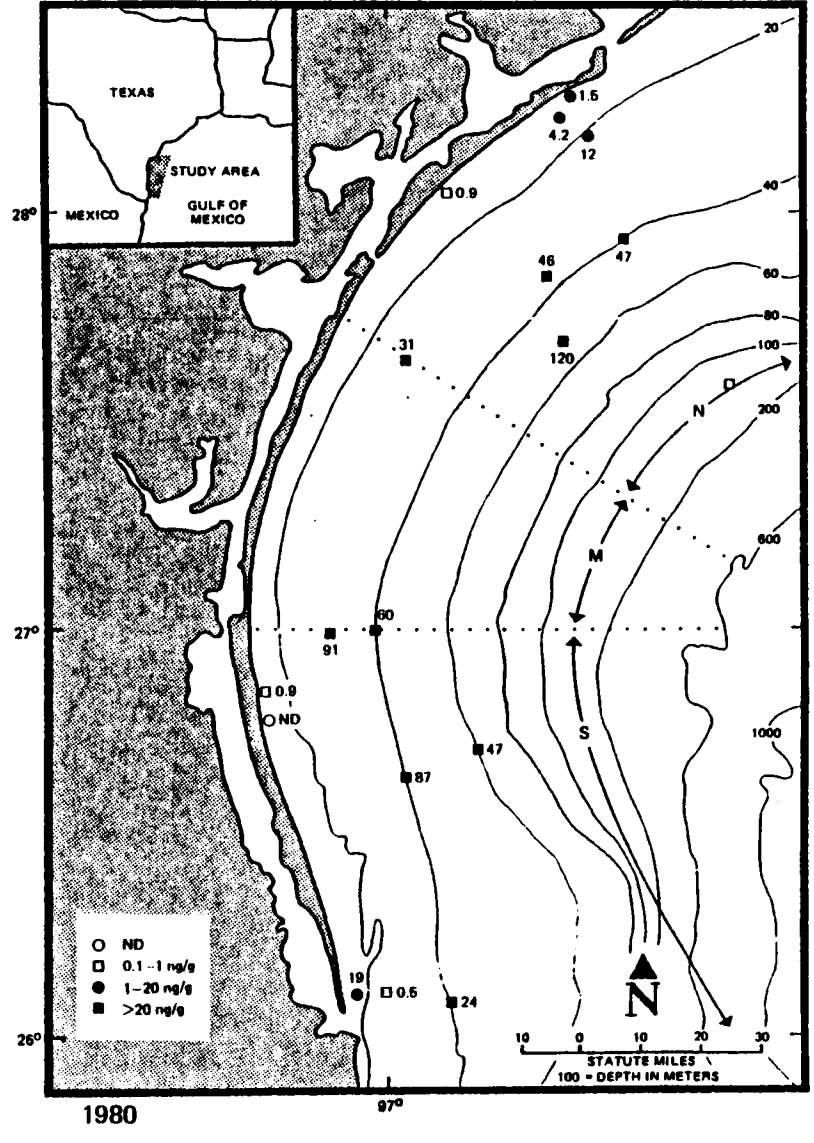 TEXAS
STUDY AREA
MEXICO
GULF OF
MEXICO
20
1.5
4.2
12
0.9
28°
40
46
47
60
31
120
80
100
N
200
M
600
27°
60
91
0.9
ND
S
1000
47
87
○ ND
□ 0.1–1 ng/g
● 1–20 ng/g
■ >20 ng/g
19
0.5
24
N
26°
10 0 10 20 30
STATUTE MILES
100 = DEPTH IN METERS
97°
1980